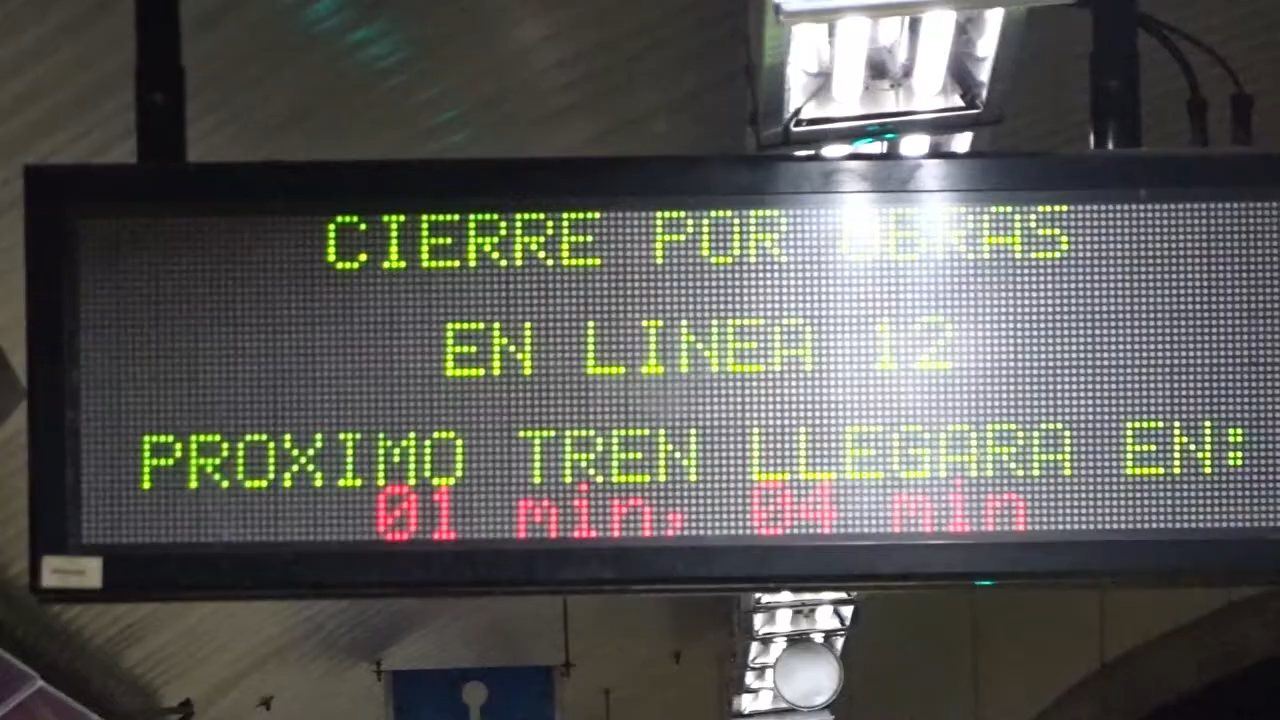 CIERRE POR OBRAS
EN LINEA 12
PROXIMO TREN LLEGARA EN:
01 min, 04 min